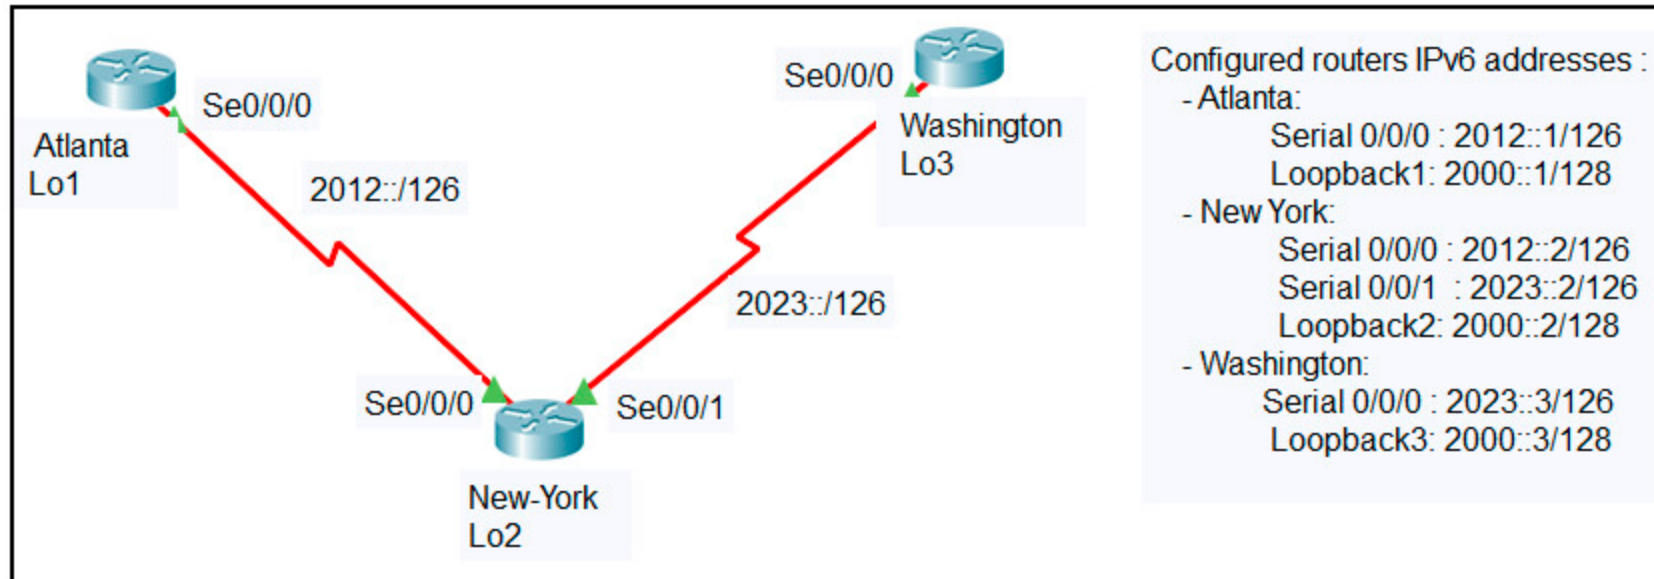 Se0/0/0
Atlanta
Lo1
2012::/126
Se0/0/0
Washington
Lo3
2023::/126
Se0/0/0
Se0/0/1
New-York
Lo2
Configured routers IPv6 addresses :
- Atlanta:
Serial 0/0/0 : 2012::1/126
Loopback1: 2000::1/128
- New York:
Serial 0/0/0 : 2012::2/126
Serial 0/0/1 : 2023::2/126
Loopback2: 2000::2/128
- Washington:
Serial 0/0/0 : 2023::3/126
Loopback3: 2000::3/128